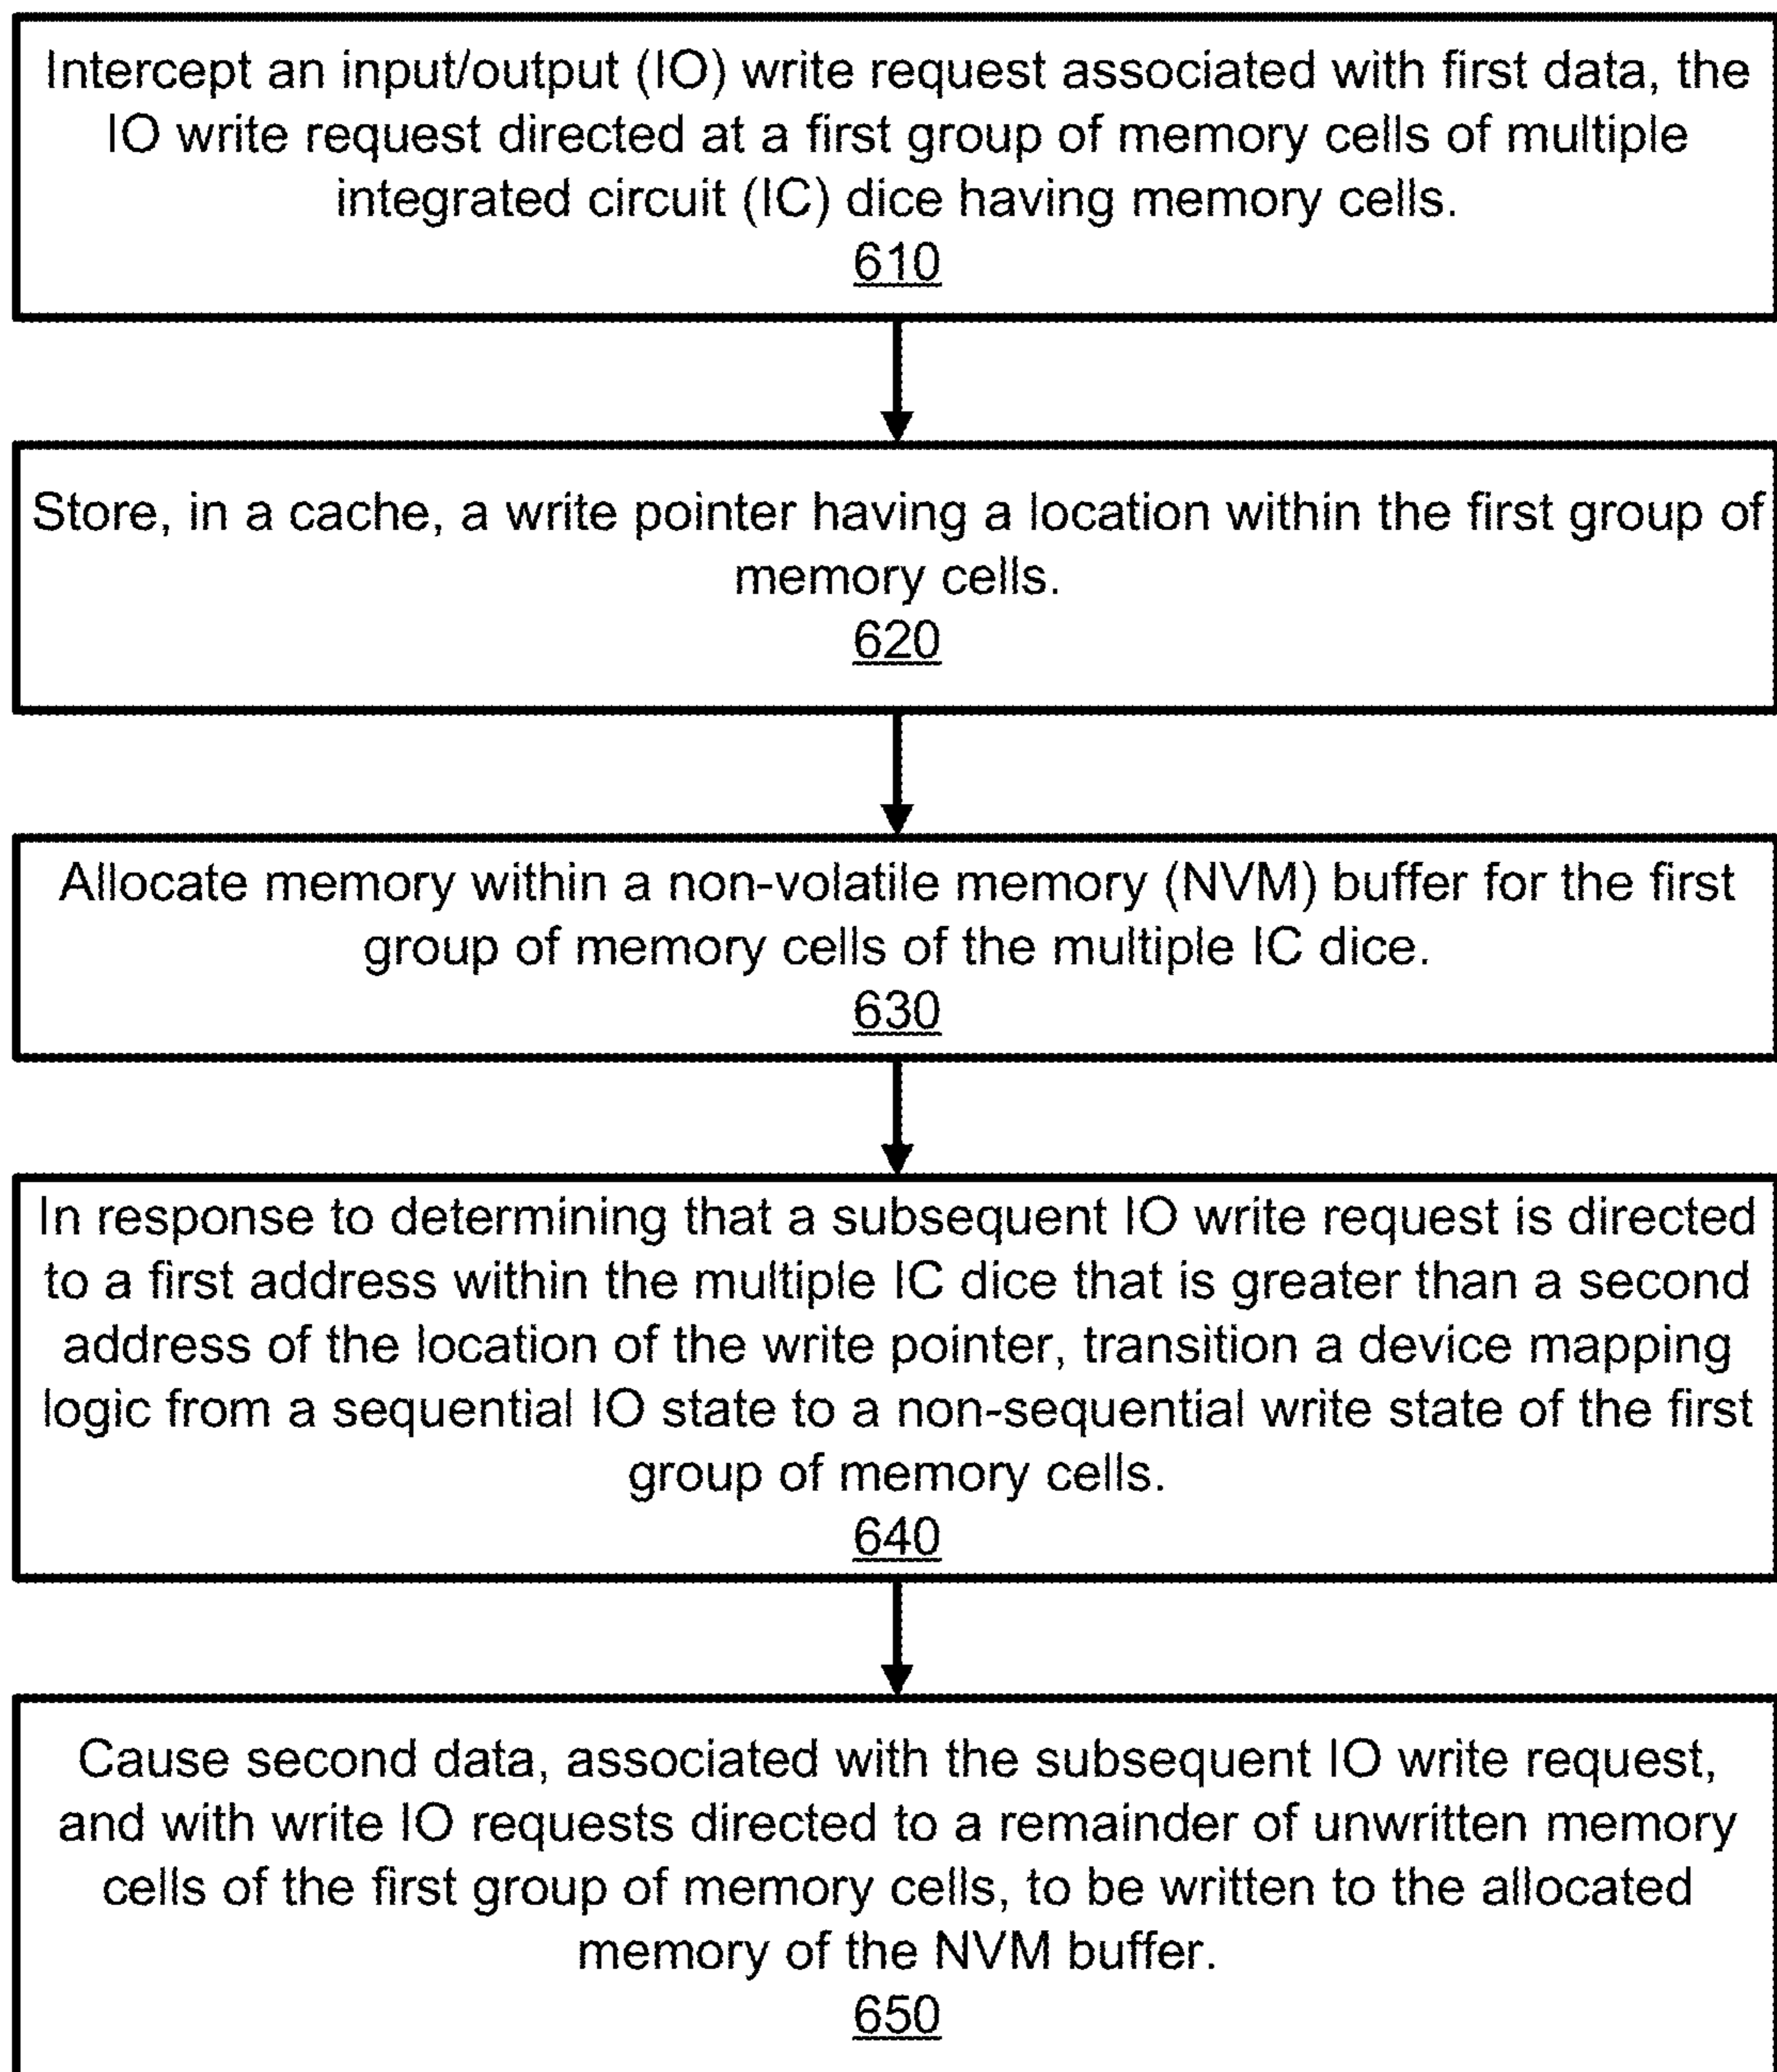 Intercept an input/output (IO) write request associated with first data, the
IO write request directed at a first group of memory cells of multiple
integrated circuit (IC) dice having memory cells.
610
Store, in a cache, a write pointer having a location within the first group of
memory cells.
620
Allocate memory within a non-volatile memory (NVM) buffer for the first
group of memory cells of the multiple IC dice.
630
In response to determining that a subsequent IO write request is directed
to a first address within the multiple IC dice that is greater than a second
address of the location of the write pointer, transition a device mapping
logic from a sequential IO state to a non-sequential write state of the first
group of memory cells.
640
Cause second data, associated with the subsequent IO write request,
and with write IO requests directed to a remainder of unwritten memory
cells of the first group of memory cells, to be written to the allocated
memory of the NVM buffer.
650